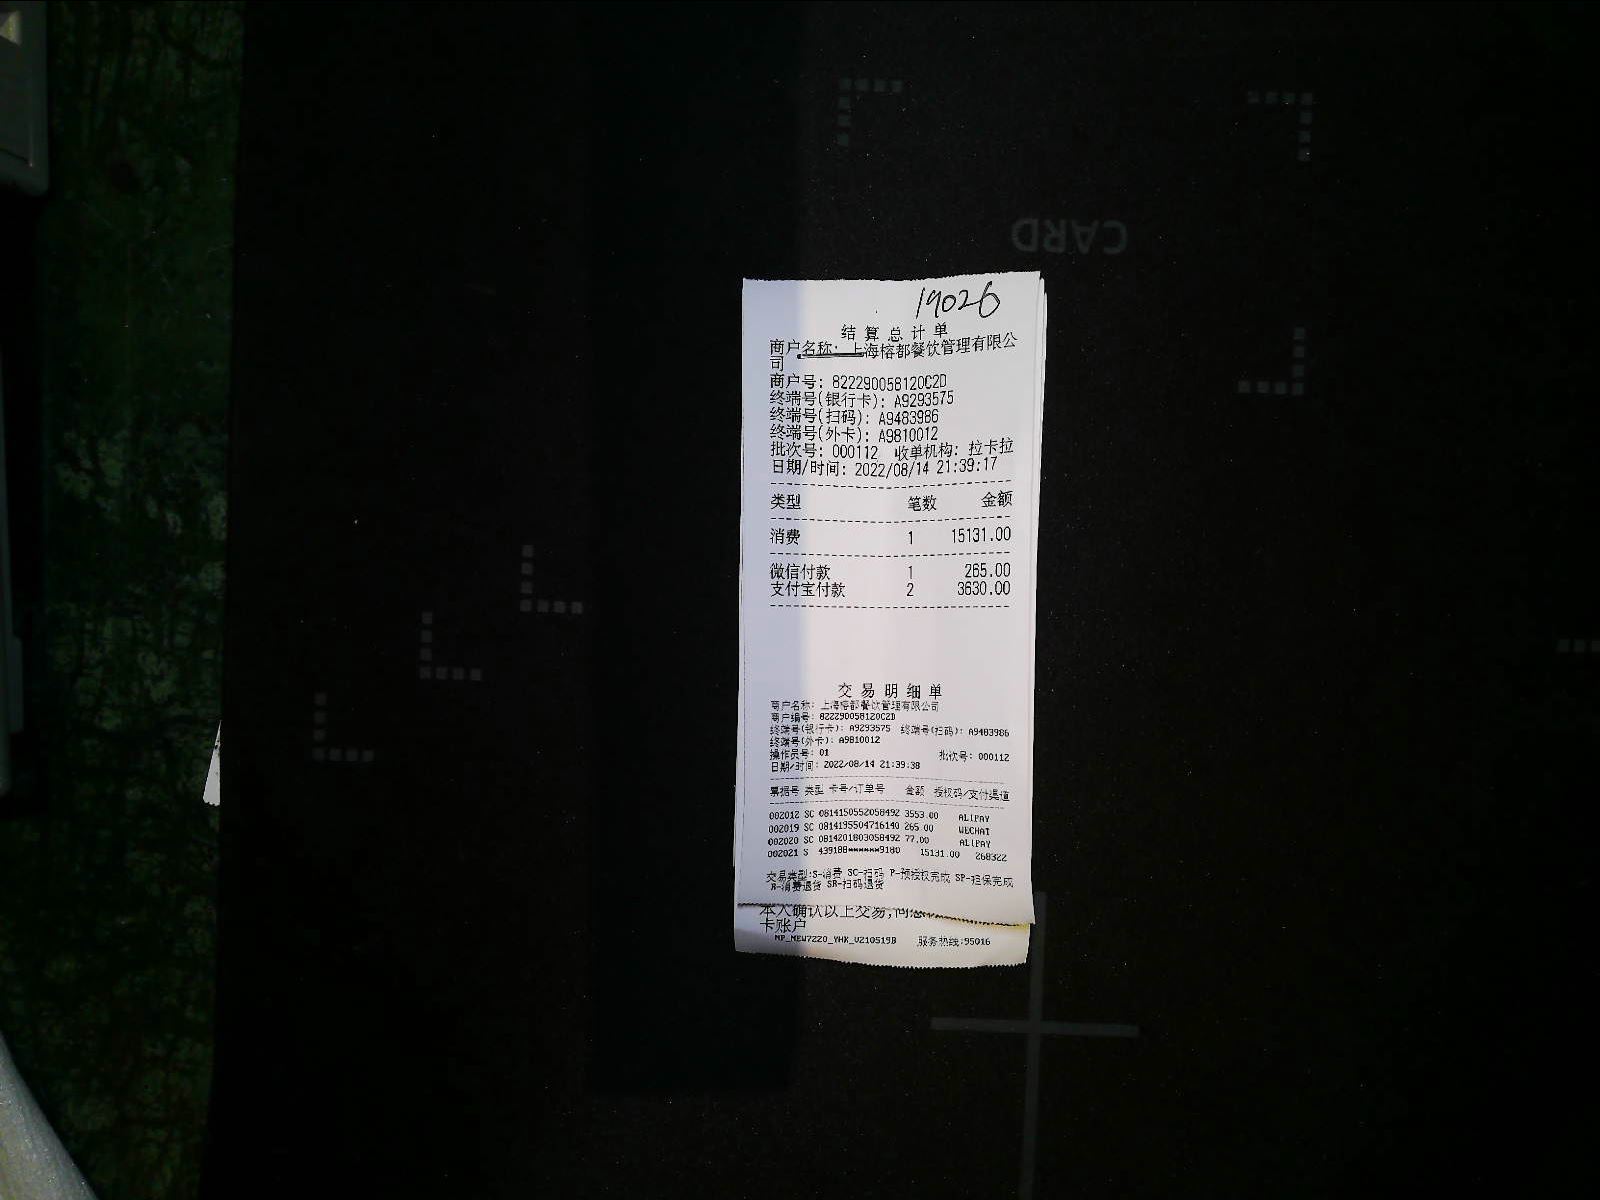 CARD
19026
结算总计单
商户名称: 上海榕都餐饮管理有限公
司
商户号: 822290058120C2D
终端号(银行卡): A9293575
终端号(扫码): A9483986
终端号(外卡): A9810012
批次号: 000112 收单机构: 拉卡拉
日期/时间: 2022/08/14 21:39:17
类型 笔数 金额
消费 1 15131.00
微信付款 1 265.00
支付宝付款 2 3630.00
交易明细单
商户名称: 上海榕都餐饮管理有限公司
商户编号: 822290058120C2D
终端号(银行卡): A9293575 终端号(扫码): A9483986
终端号(外卡): A9810012
操作员号: 01 批次号: 000112
日期/时间: 2022/08/14 21:39:38
票据号 类型 卡号/订单号 金额 授权码/支付渠道
002012 SC 0814150552058492 3553.00 ALIPAY
002019 SC 0814195504716140 265.00 WECHAT
002020 SC 0814201803058492 77.00 ALIPAY
002021 S 439188******9180 15131.00 268322
交易类型:S-消费 SC-扫码 P-预授权完成 SP-担保完成
R-消费退货 SR-扫码退货
本人确认以上交易,同意
卡账户
MP_NEW7220_YHK_V210519B 服务热线:95016